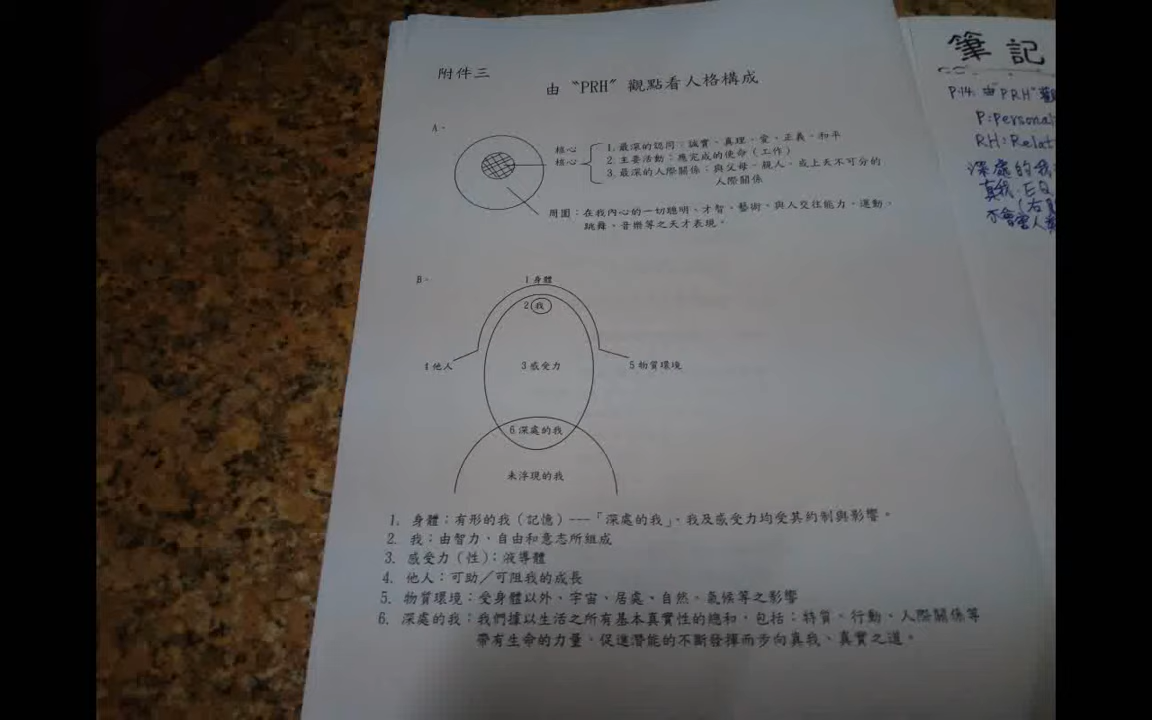 附件三
由〝PRH〞觀點看人格構成
A、
核心
核心
1. 最深的認同：誠實、真理、愛、正義、和平
2. 主要活動：應完成的使命（工作）
3. 最深的人際關係：與父母、親人、或上天不可分的
人際關係
周圍：在我內心的一切聰明、才智、藝術、與人交往能力、運動、
跳舞、音樂等之天才表現。
B、
1 身體
2 我
4 他人
3 感受力
5 物質環境
6.深處的我
未浮現的我
1. 身體：有形的我（記憶）---「深處的我」、我及感受力均受其約制與影響。
2. 我：由智力、自由和意志所組成
3. 感受力（性）：液導體
4. 他人：可助／可阻我的成長
5. 物質環境：受身體以外、宇宙、居處、自然、氣候等之影響
6. 深處的我：我們據以生活之所有基本真實性的總和，包括：特質、行動、人際關係等
帶有生命的力量、促進潛能的不斷發揮而步向真我、真實之道。
筆記
P.14. 由"PRH"觀
P:Personal
RH:Relat
深處的我
真我.EQ
不會害人